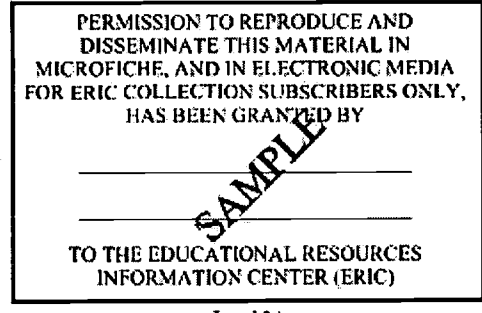 PERMISSION TO REPRODUCE AND
DISSEMINATE THIS MATERIAL IN
MICROFICHE, AND IN ELECTRONIC MEDIA
FOR ERIC COLLECTION SUBSCRIBERS ONLY,
HAS BEEN GRANTED BY
SAMPLE
TO THE EDUCATIONAL RESOURCES
INFORMATION CENTER (ERIC)